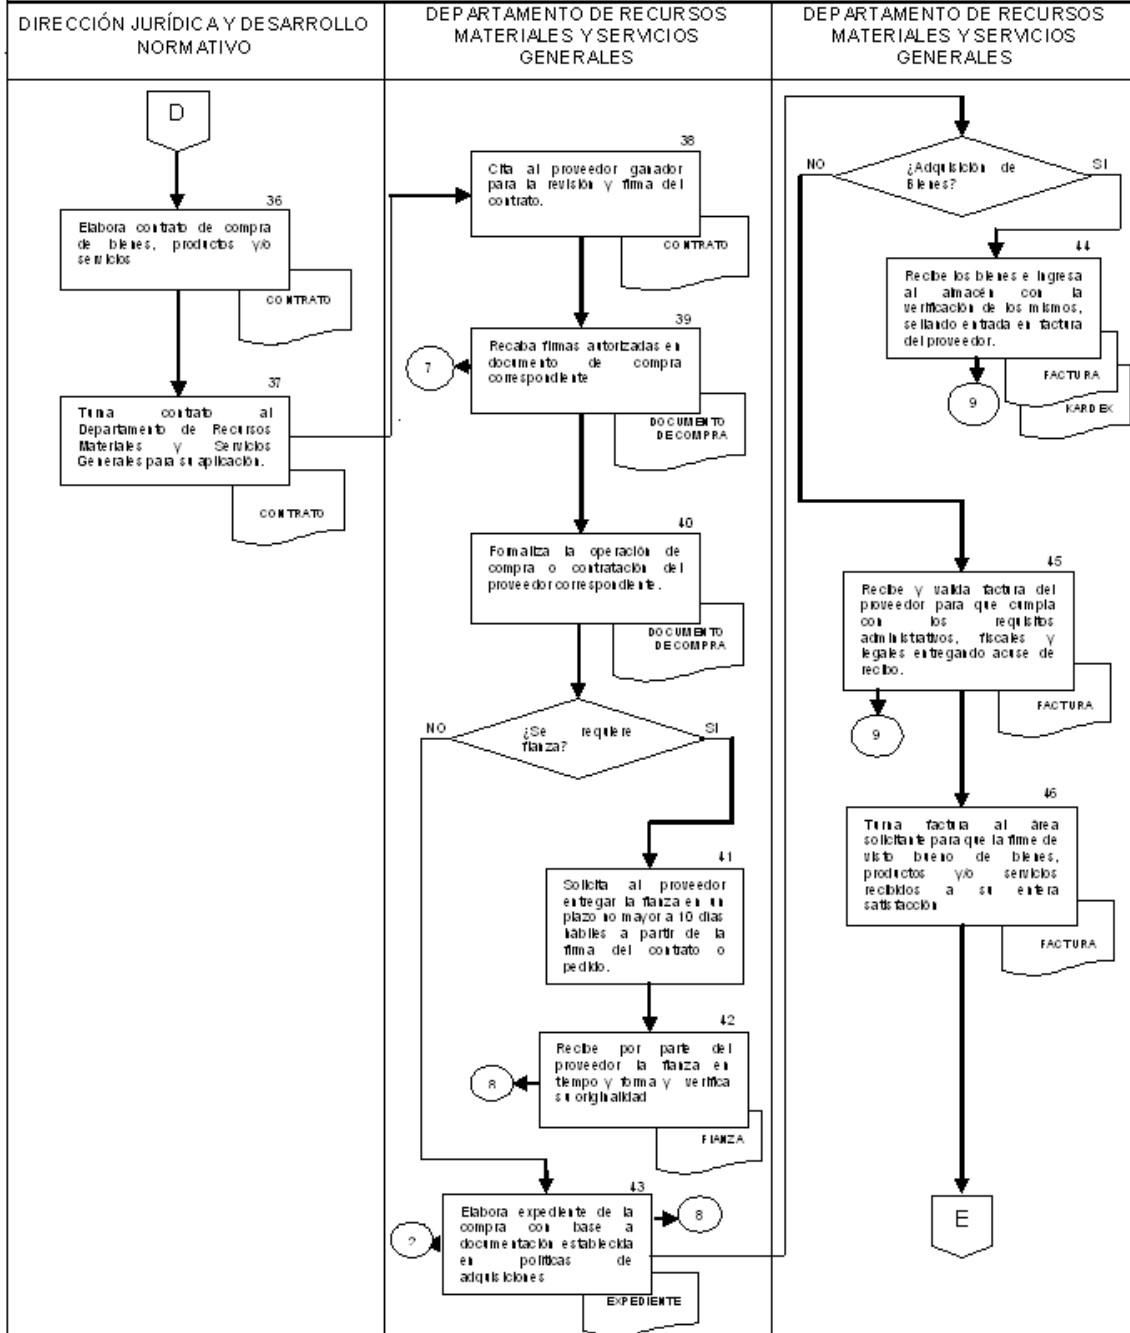 DIRECCIÓN JURÍDICA Y DESARROLLO
NORMATIVO
D
36
Elabora contrato de compra
de bienes, productos y/o
servicios
CONTRATO
37
Turna contrato al
Departamento de Recursos
Materiales y Servicios
Generales para su aplicación.
CONTRATO
DEPARTAMENTO DE RECURSOS
MATERIALES Y SERVICIOS
GENERALES
38
Cita al proveedor ganador
para la revisión y firma del
contrato.
CONTRATO
39
Recaba firmas autorizadas en
documento de compra
correspondiente
7
DOCUMENTO
DE COMPRA
40
Formaliza la operación de
compra o contratación del
proveedor correspondiente.
DOCUMENTO
DE COMPRA
NO
¿Se requiere
fianza?
SI
41
Solicita al proveedor
entregar la fianza en un
plazo no mayor a 10 días
hábiles a partir de la
firma del contrato o
pedido.
42
Recibe por parte del
proveedor la fianza en
tiempo y forma y verifica
su originalidad
8
FIANZA
43
Elabora expediente de la
compra con base a
documentación establecida
en políticas de
adquisiciones
8
?
EXPEDIENTE
DEPARTAMENTO DE RECURSOS
MATERIALES Y SERVICIOS
GENERALES
NO
¿Adquisición de
Bienes?
SI
44
Recibe los bienes e ingresa
al almacén con la
verificación de los mismos,
sellando entrada en factura
del proveedor.
FACTURA
KARDEX
9
45
Recibe y valida factura del
proveedor para que cumpla
con los requisitos
administrativos, fiscales y
legales entregando acuse de
recibo.
FACTURA
9
46
Turna factura al área
solicitante para que la firme de
visto bueno de bienes,
productos y/o servicios
recibidos a su entera
satisfacción
FACTURA
E